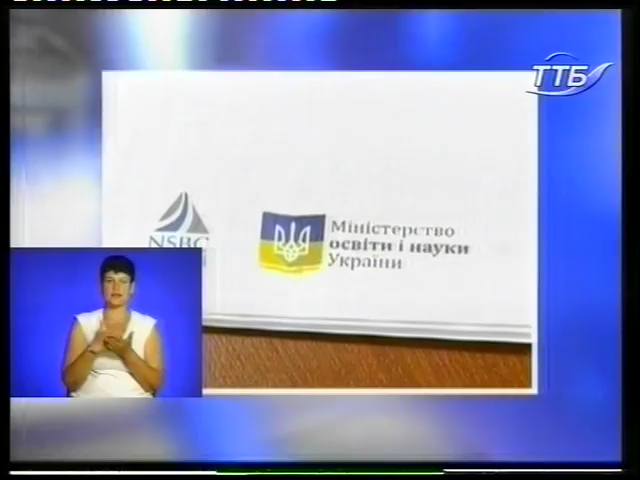 ТТБ
NSBC
Міністерство
освіти і науки
України